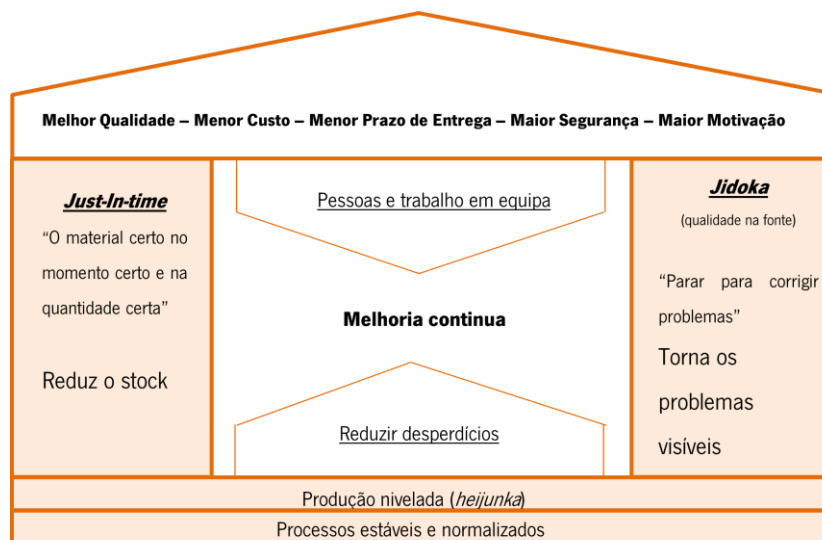 Melhor Qualidade – Menor Custo – Menor Prazo de Entrega – Maior Segurança – Maior Motivação
Just-In-time
“O material certo no
momento certo e na
quantidade certa”
Reduz o stock
Pessoas e trabalho em equipa
Melhoria continua
Reduzir desperdícios
Jidoka
(qualidade na fonte)
“Parar para corrigir
problemas”
Torna os
problemas
visíveis
Produção nivelada (heijunka)
Processos estáveis e normalizados